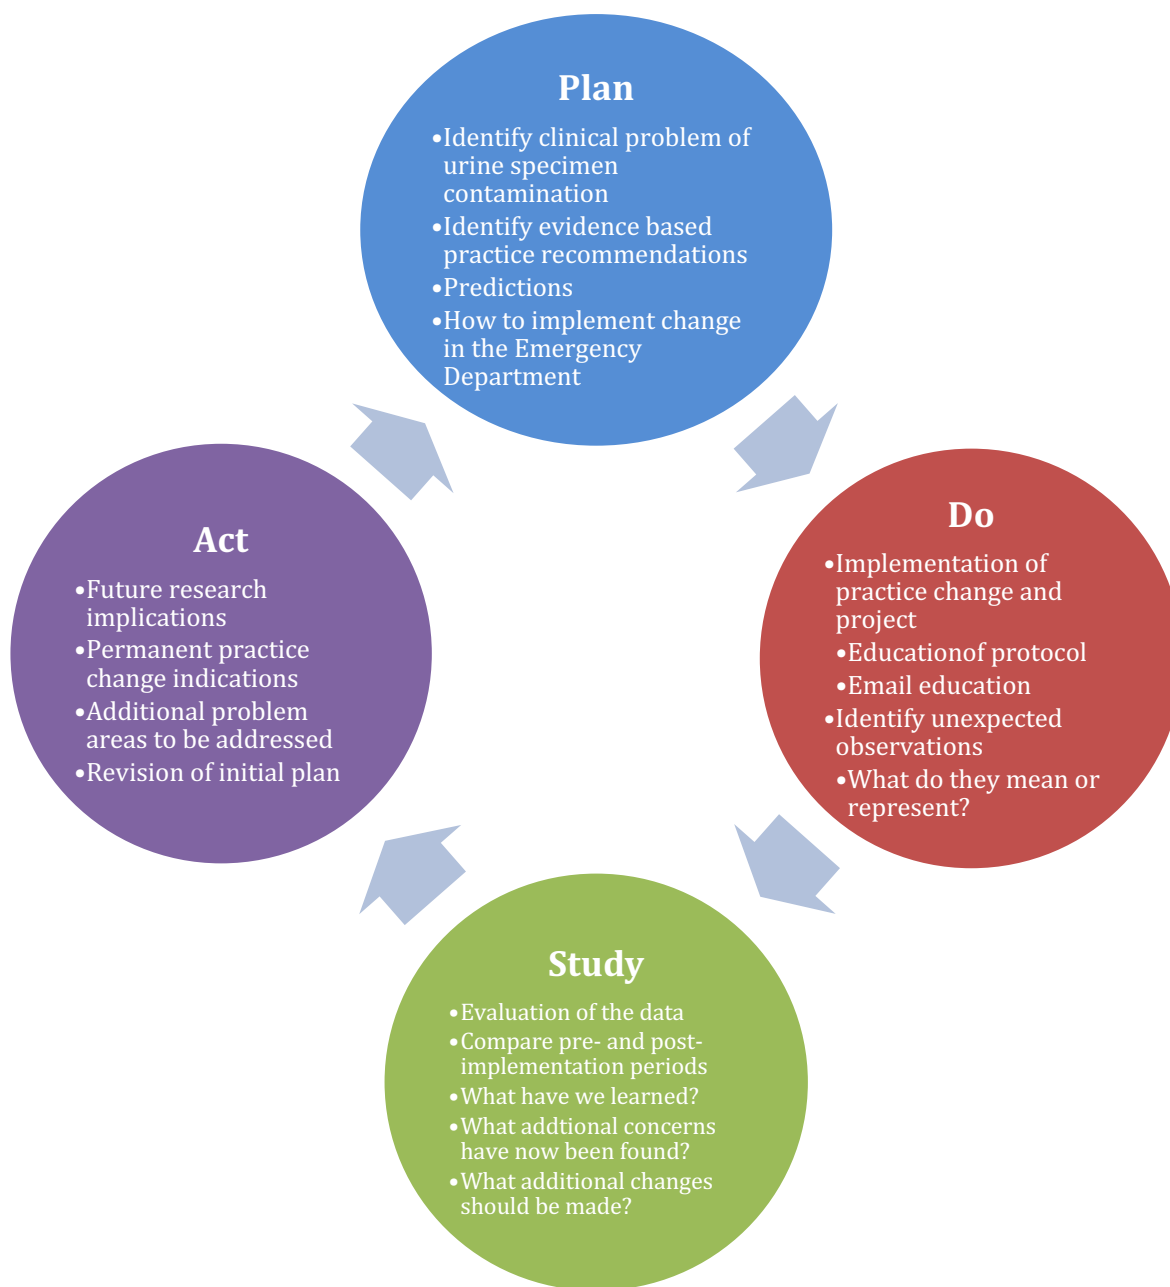 Plan
•Identify clinical problem of
urine specimen
contamination
•Identify evidence based
practice recommendations
•Predictions
•How to implement change
in the Emergency
Department
Do
•Implementation of
practice change and
project
•Educationof protocol
•Email education
•Identify unexpected
observations
•What do they mean or
represent?
Study
•Evaluation of the data
•Compare pre- and post-
implementation periods
•What have we learned?
•What addtional concerns
have now been found?
•What additional changes
should be made?
Act
•Future research
implications
•Permanent practice
change indications
•Additional problem
areas to be addressed
•Revision of initial plan